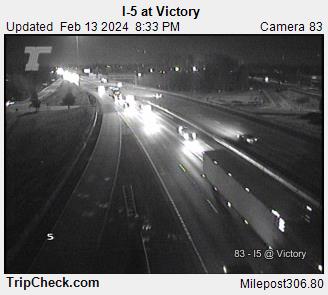 I-5 at Victory
Updated Feb 13 2024 8:33 PM Camera 83
T
S
83 - I5 @ Victory
TripCheck.com Milepost306.80